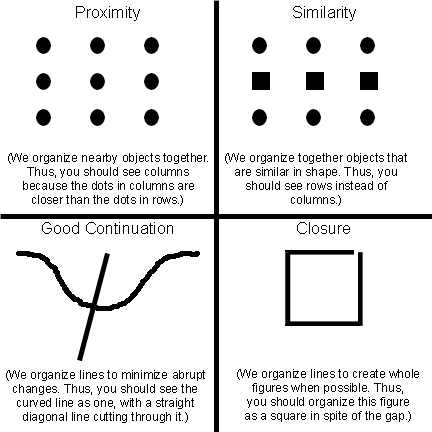 Proximity
(We organize nearby objects together.
Thus, you should see columns
because the dots in columns are
closer than the dots in rows.)
Similarity
(We organize together objects that
are similar in shape. Thus, you
should see rows instead of
columns.)
Good Continuation
(We organize lines to minimize abrupt
changes. Thus, you should see the
curved line as one, with a straight
diagonal line cutting through it.)
Closure
(We organize lines to create whole
figures when possible. Thus,
you should organize this figure
as a square in spite of the gap.)